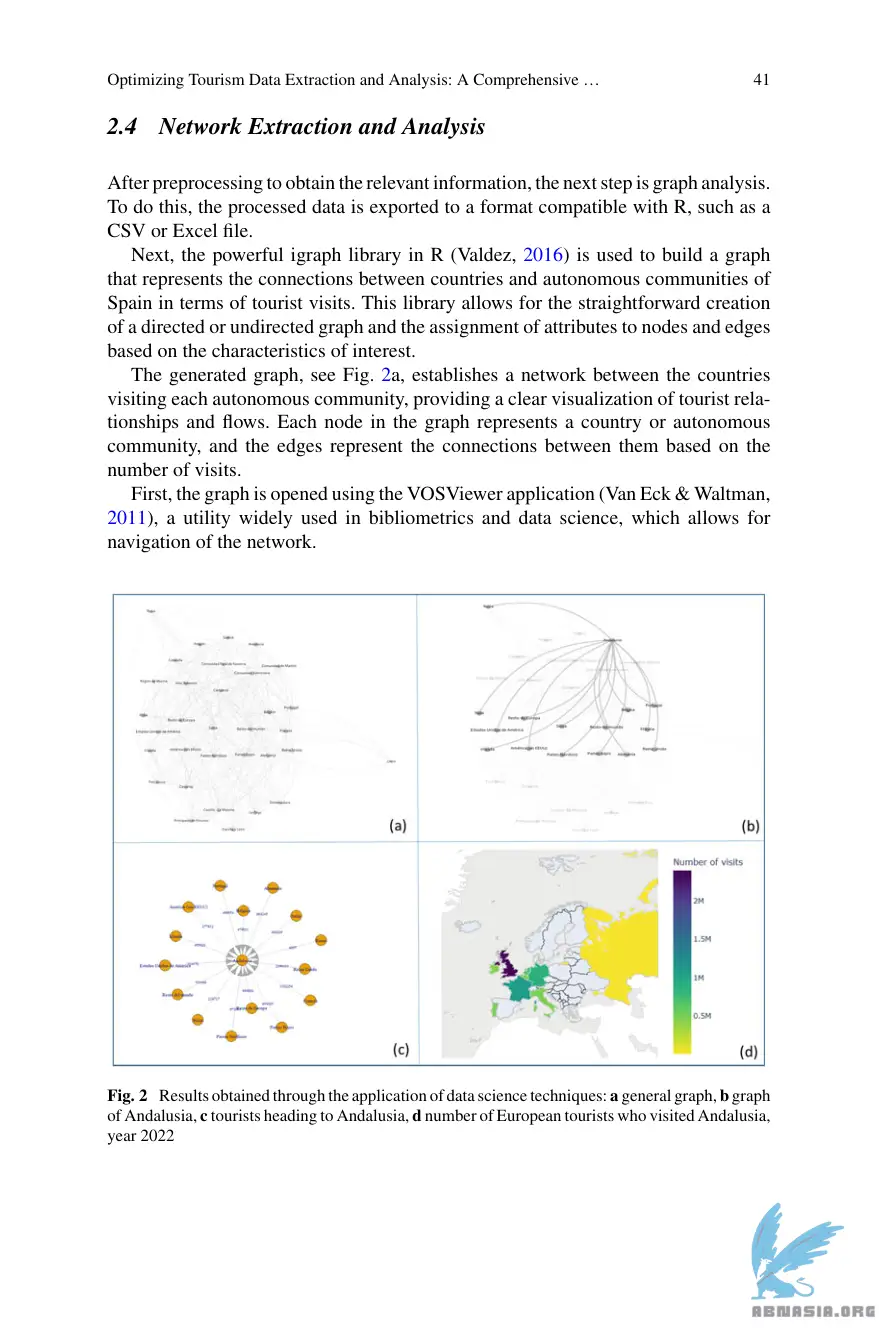 Optimizing Tourism Data Extraction and Analysis: A Comprehensive … 41
2.4 Network Extraction and Analysis
After preprocessing to obtain the relevant information, the next step is graph analysis.
To do this, the processed data is exported to a format compatible with R, such as a
CSV or Excel file.
Next, the powerful igraph library in R (Valdez, 2016) is used to build a graph
that represents the connections between countries and autonomous communities of
Spain in terms of tourist visits. This library allows for the straightforward creation
of a directed or undirected graph and the assignment of attributes to nodes and edges
based on the characteristics of interest.
The generated graph, see Fig. 2a, establishes a network between the countries
visiting each autonomous community, providing a clear visualization of tourist rela-
tionships and flows. Each node in the graph represents a country or autonomous
community, and the edges represent the connections between them based on the
number of visits.
First, the graph is opened using the VOSViewer application (Van Eck & Waltman,
2011), a utility widely used in bibliometrics and data science, which allows for
navigation of the network.
(a)
(b)
Number of visits
2M
1.5M
1M
0.5M
(c)
(d)
Fig. 2 Results obtained through the application of data science techniques: a general graph, b graph
of Andalusia, c tourists heading to Andalusia, d number of European tourists who visited Andalusia,
year 2022
ABNASIA.ORG